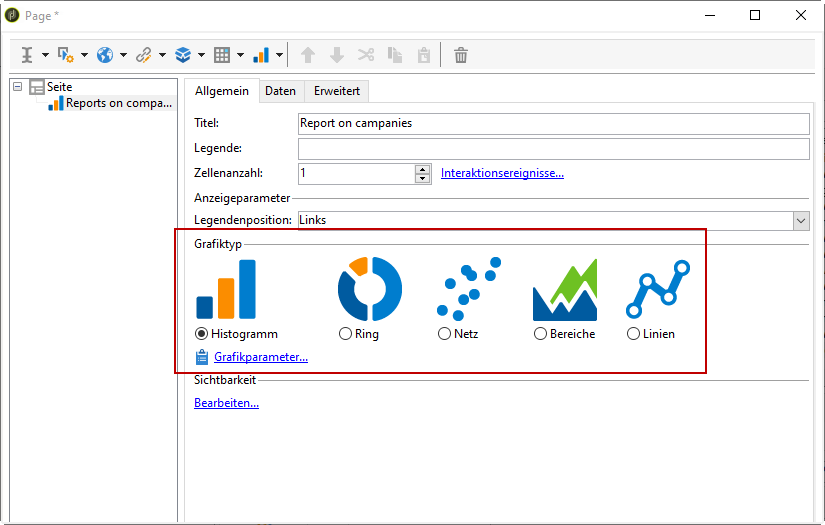 Page *
Seite
Reports on compa...
Allgemein Daten Erweitert
Titel: Report on campanies
Legende:
Zellenanzahl: 1 Interaktionsereignisse...
Anzeigeparameter
Legendenposition: Links
Grafiktyp
Histogramm Ring Netz Bereiche Linien
Grafikparameter...
Sichtbarkeit
Bearbeiten...